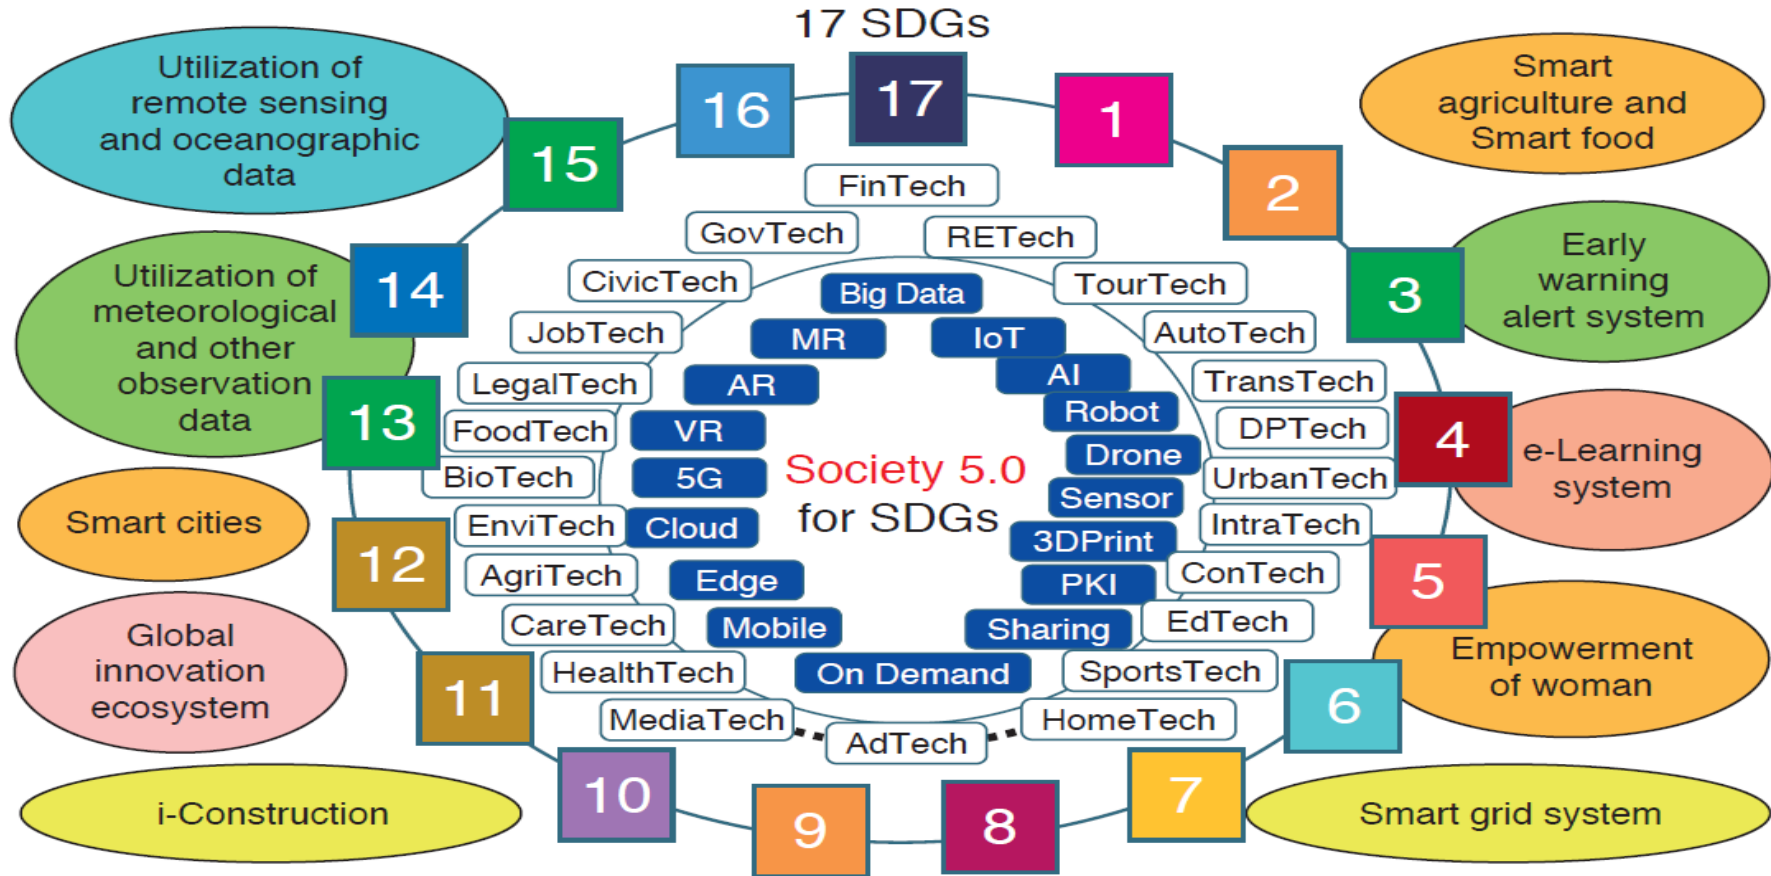 17 SDGs
Utilization of
remote sensing
and oceanographic
data
Utilization of
meteorological
and other
observation
data
Smart cities
Global
innovation
ecosystem
i-Construction
Smart
agriculture and
Smart food
Early
warning
alert system
e-Learning
system
Empowerment
of woman
Smart grid system
17
1
2
3
4
5
6
7
8
9
10
11
12
13
14
15
16
FinTech
RETech
TourTech
AutoTech
TransTech
DPTech
UrbanTech
IntraTech
ConTech
EdTech
SportsTech
HomeTech
AdTech
MediaTech
HealthTech
CareTech
AgriTech
EnviTech
BioTech
FoodTech
LegalTech
JobTech
CivicTech
GovTech
Big Data
IoT
AI
Robot
Drone
Sensor
3DPrint
PKI
Sharing
On Demand
Mobile
Edge
Cloud
5G
VR
AR
MR
Society 5.0
for SDGs